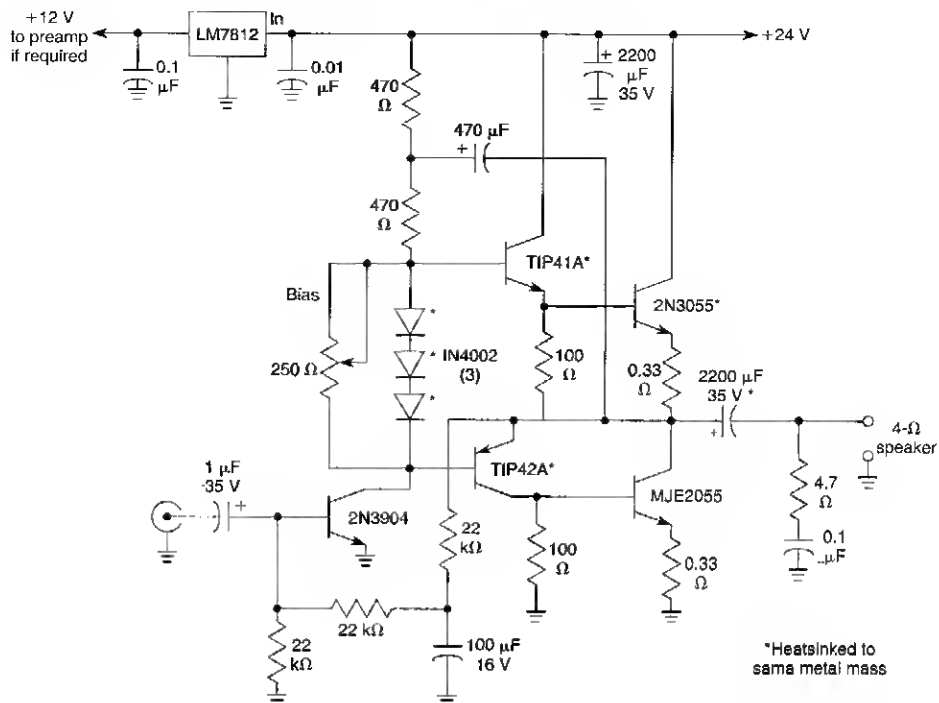 +12 V
to preamp
if required
LM7812
In
+24 V
0.1
μF
0.01
μF
+ 2200
μF
35 V
470
Ω
470 μF
+
470
Ω
TIP41A*
Bias
2N3055*
*
* IN4002
(3)
*
250 Ω
100
Ω
0.33
Ω
2200 μF
35 V *
+
4-Ω
speaker
TIP42A*
4.7
Ω
1 μF
-35 V
+
2N3904
22
kΩ
MJE2055
100
Ω
0.33
Ω
0.1
μF
22 kΩ
22
kΩ
100 μF
16 V
*Heatsinked to
sama metal mass